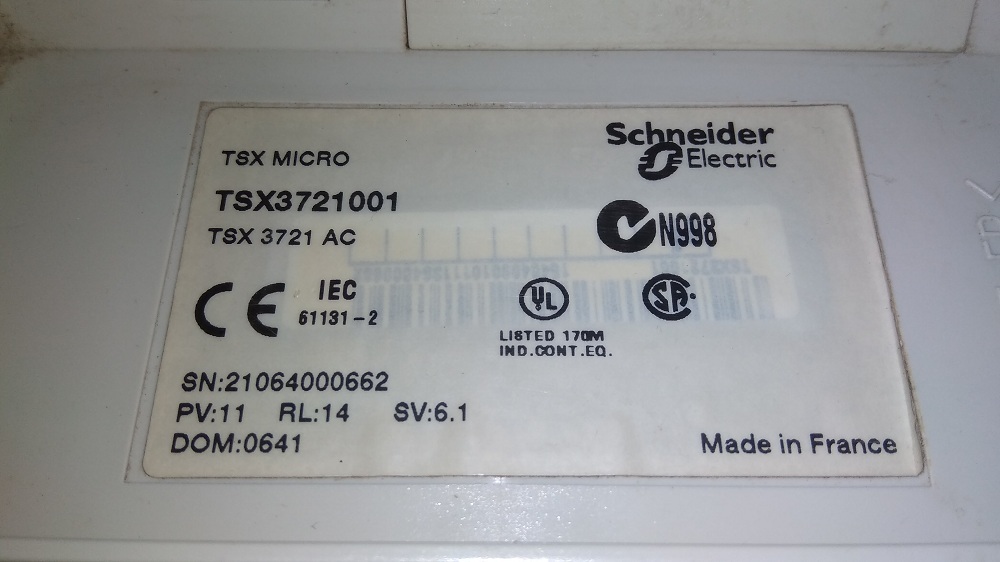 TSX MICRO
Schneider
Electric
TSX3721001
TSX 3721 AC
N998
CE
IEC
61131-2
UL
SA
LISTED 170M
IND.CONT.EQ.
SN:21064000662
PV:11 RL:14 SV:6.1
DOM:0641
Made in France